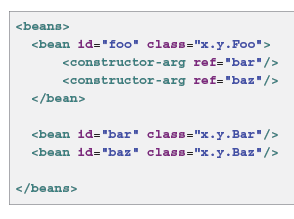 <beans>
<bean id="foo" class="x.y.Foo">
<constructor-arg ref="bar"/>
<constructor-arg ref="baz"/>
</bean>
<bean id="bar" class="x.y.Bar"/>
<bean id="baz" class="x.y.Baz"/>
</beans>